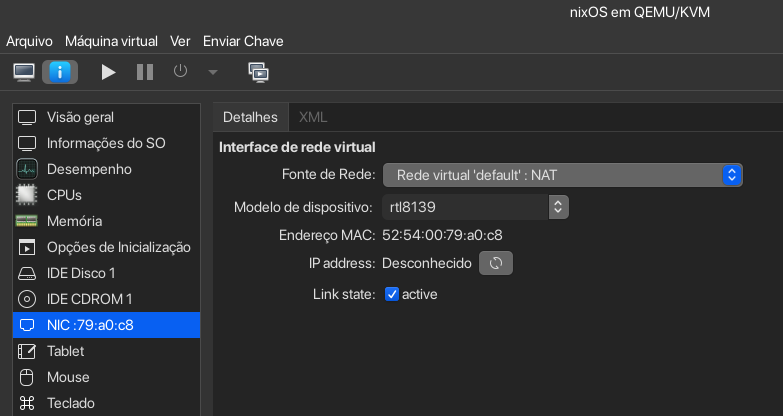 nixOS em QEMU/KVM
Arquivo Máquina virtual Ver Enviar Chave
Visão geral
Informações do SO
Desempenho
CPUs
Memória
Opções de Inicialização
IDE Disco 1
IDE CDROM 1
NIC :79:a0:c8
Tablet
Mouse
Teclado
Detalhes XML
Interface de rede virtual
Fonte de Rede: Rede virtual 'default' : NAT
Modelo de dispositivo: rtl8139
Endereço MAC: 52:54:00:79:a0:c8
IP address: Desconhecido
Link state: active